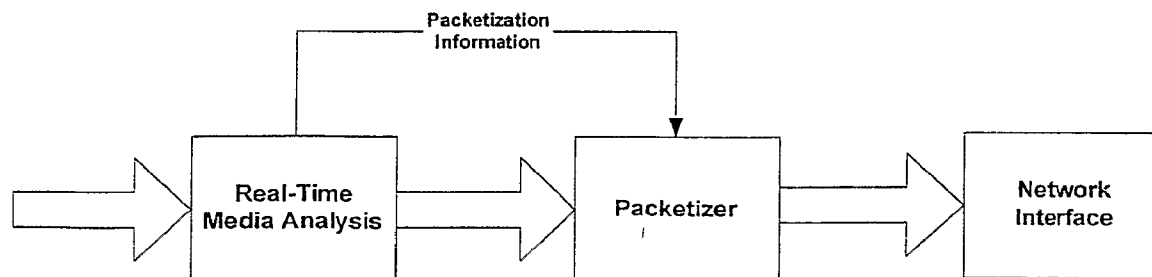 Packetization
Information
Real-Time
Media Analysis
Packetizer
Network
Interface